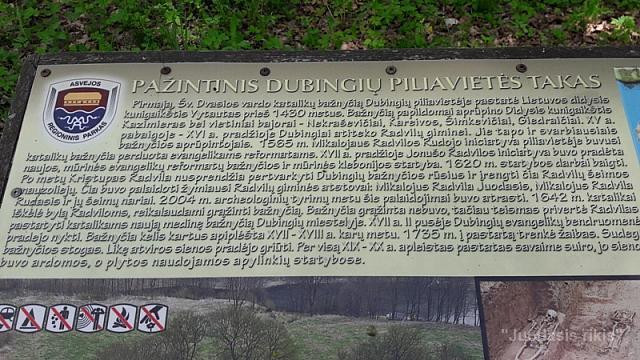 ASVEJOS
REGIONINIS PARKAS
PAŽINTINIS DUBINGIŲ PILIAVIETĖS TAKAS
Pirmąją, Šv. Dvasios vardo katalikų bažnyčią Dubingių piliavietėje pastatė Lietuvos didysis
kunigaikštis Vytautas prieš 1430 metus. Bažnyčią papildomai aprūpino Didysis kunigaikštis
Kazimieras bei vietiniai bajorai - Nekraševičiai, Kareivos, Šimkevičiai, Giedraičiai. XV a.
pabaigoje - XVI a. pradžioje Dubingiai atiteko Radvilų giminei. Jie tapo ir svarbiausiais
bažnyčios aprūpintojais. 1565 m. Mikalojaus Radvilos Rudojo iniciatyva piliavietėje buvusi
katalikų bažnyčia perduota evangelikams reformatams. XVII a. pradžioje Jonušo Radvilos iniciatyva buvo pradėta
naujos, mūrinės evangelikų reformatų bažnyčios ir mūrinės klebonijos statyba. 1620 m. statybos darbai baigti.
Po metų Kristupas Radvila nusprendžia pertvarkyti Dubingių bažnyčios rūsius ir įrengti čia Radvilų šeimos
mauzoliejų. Čia buvo palaidoti žymiausi Radvilų giminės atstovai: Mikalojus Radvila Juodasis, Mikalojus Radvila
Rudasis ir jų šeimų nariai. 2004 m. archeologinių tyrimų metu šie palaidojimai buvo atrasti. 1642 m. katalikai
iškėlė bylą Radviloms, reikalaudami grąžinti bažnyčią. Bažnyčia grąžinta nebuvo, tačiau teismas privertė Radvilas
pastatyti katalikams naują medinę bažnyčią Dubingių miestelyje. XVII a. II pusėje Dubingių evangelikų bendruomenė
pradėjo nykti. Bažnyčia kelis kartus apiplėšta XVII - XVIII a. karų metu. 1735 m. į pastatą trenkė žaibas. Sudegė
bažnyčios stogas. Likę atviros sienos pradėjo griūti. Per visą XIX - XX a. apleistas pastatas savaime suiro, jo sienos
buvo ardomos, o plytos naudojamos apylinkių statybose.
"Juodasis rikis"